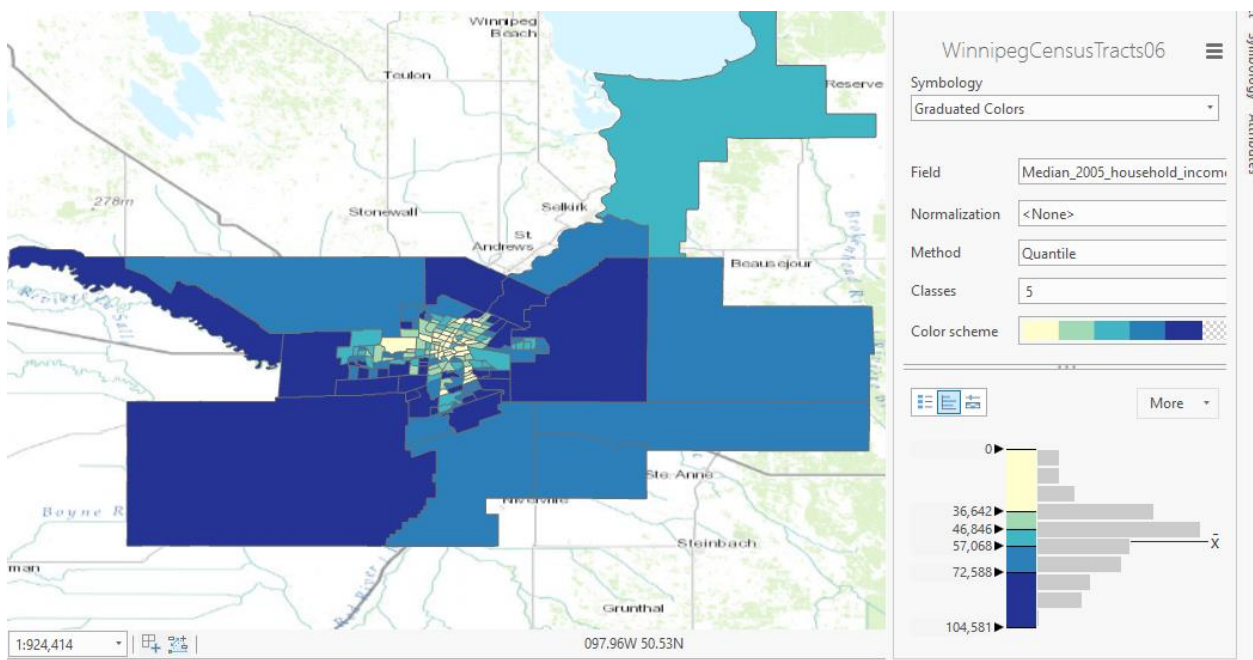 Winnipeg
Beach
Teulon
Reserve
278m
Stonewall
Selkirk
St.
Andrews
Beausejour
Ste. Anne
Niverville
Boyne R
Steinbach
man
Red River
Grunthal
1:924,414
097.96W 50.53N
WinnipegCensusTracts06
Symbology
Graduated Colors
Field
Median_2005_household_incom
Normalization
<None>
Method
Quantile
Classes
5
Color scheme
More
0
36,642
46,846
57,068
72,588
104,581
x̄
Symbology
Attributes